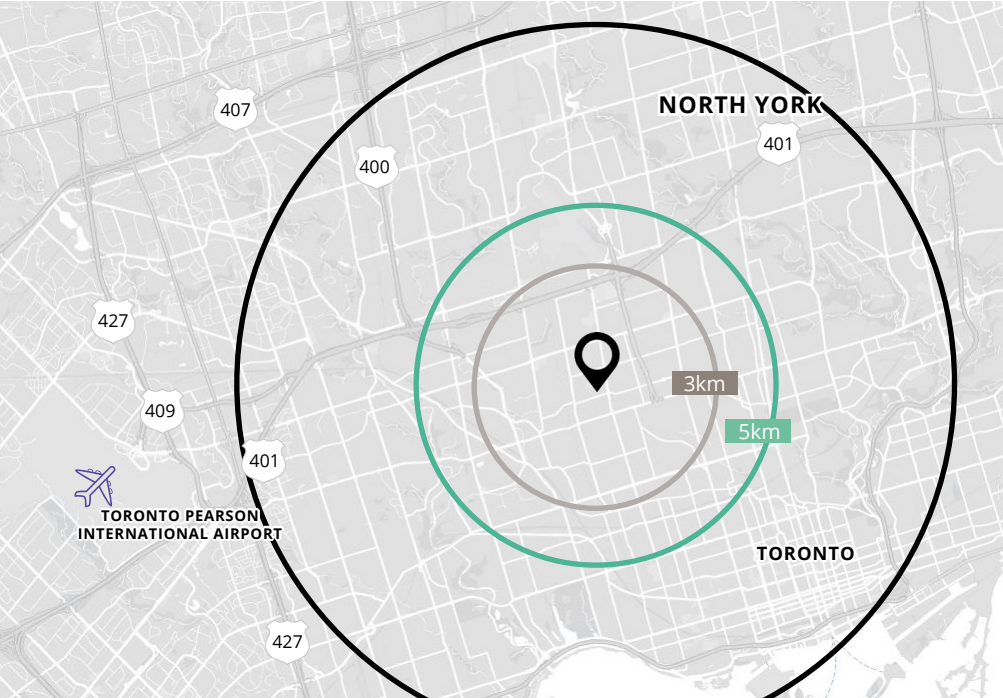 NORTH YORK
407
401
400
427
3km
409
5km
401
TORONTO PEARSON
INTERNATIONAL AIRPORT
TORONTO
427